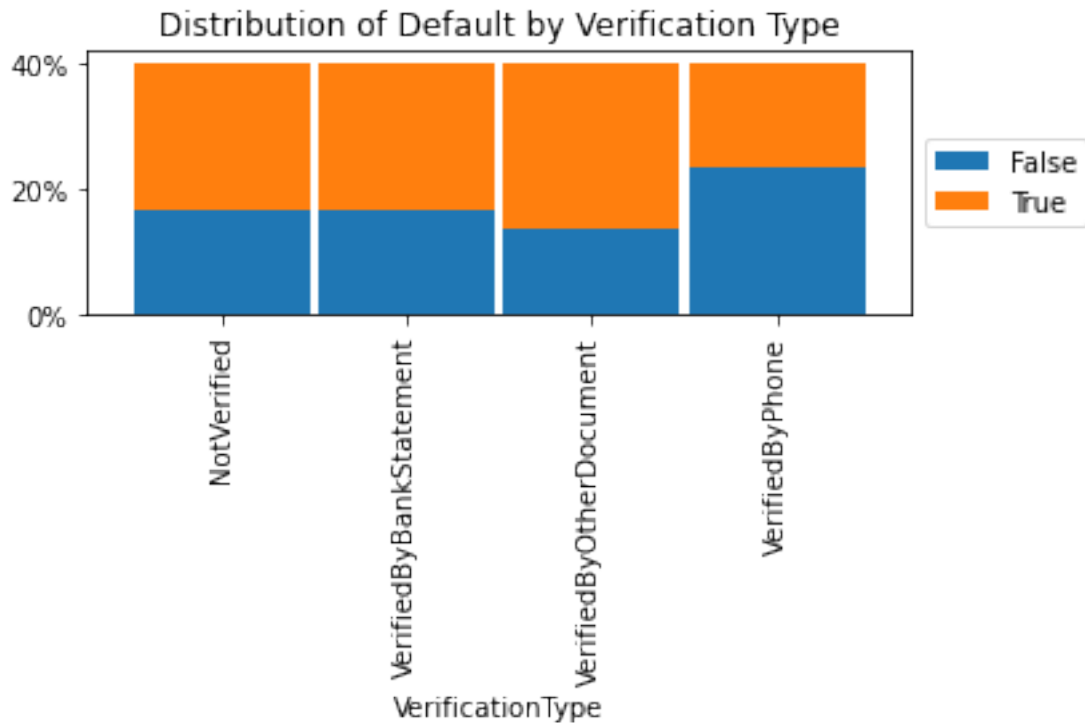 Distribution of Default by Verification Type
40%
20%
0%
False
True
NotVerified
VerifiedByBankStatement
VerifiedByOtherDocument
VerifiedByPhone
VerificationType